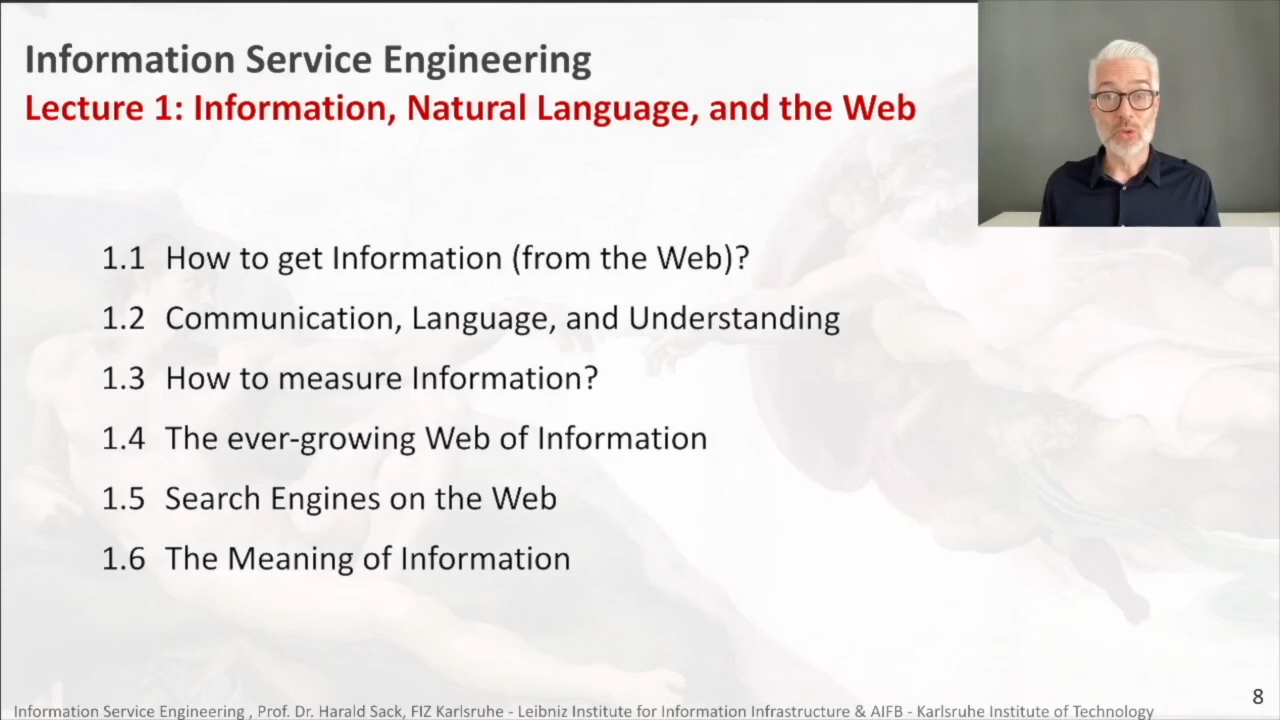 Information Service Engineering
Lecture 1: Information, Natural Language, and the Web
1.1 How to get Information (from the Web)?
1.2 Communication, Language, and Understanding
1.3 How to measure Information?
1.4 The ever-growing Web of Information
1.5 Search Engines on the Web
1.6 The Meaning of Information
8
Information Service Engineering , Prof. Dr. Harald Sack, FIZ Karlsruhe - Leibniz Institute for Information Infrastructure & AIFB - Karlsruhe Institute of Technology